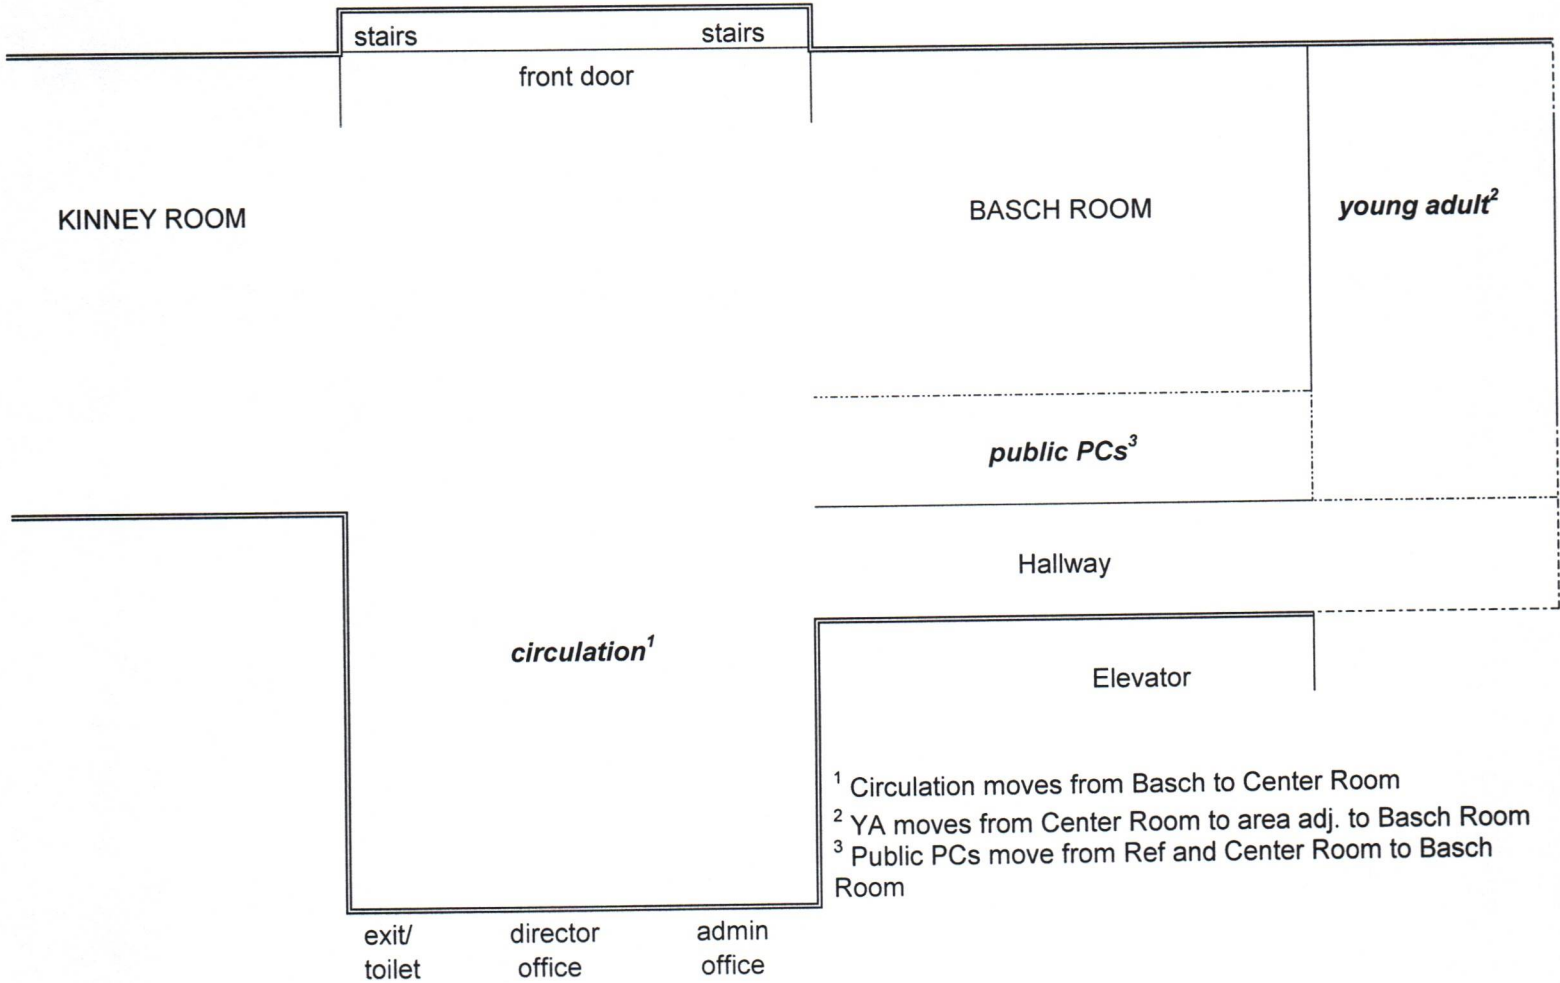 stairs stairs
front door
KINNEY ROOM BASCH ROOM young adult²
public PCs³
Hallway
circulation¹
Elevator
¹ Circulation moves from Basch to Center Room
² YA moves from Center Room to area adj. to Basch Room
³ Public PCs move from Ref and Center Room to Basch
Room
exit/ director admin
toilet office office